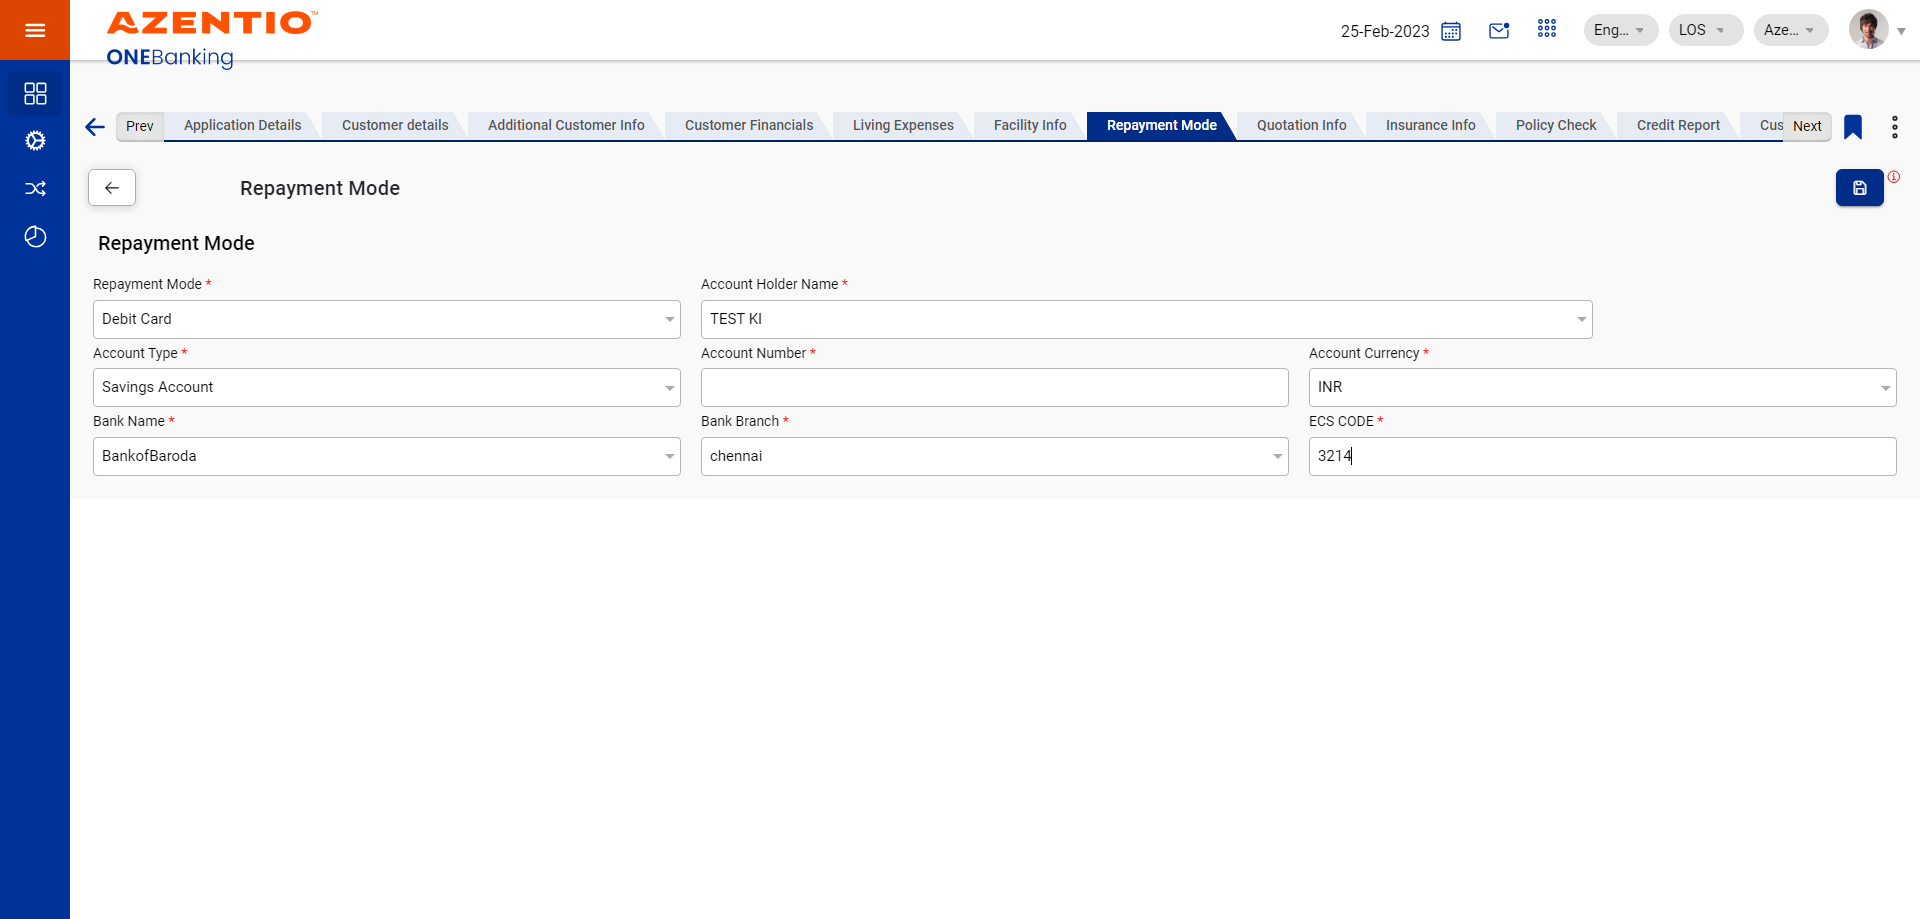 AZENTIO™
ONEBanking
25-Feb-2023
Eng...
LOS
Aze...
Prev
Application Details
Customer details
Additional Customer Info
Customer Financials
Living Expenses
Facility Info
Repayment Mode
Quotation Info
Insurance Info
Policy Check
Credit Report
Cus
Next
Repayment Mode
Repayment Mode
Repayment Mode *
Account Holder Name *
Debit Card
TEST KI
Account Type *
Account Number *
Account Currency *
Savings Account
INR
Bank Name *
Bank Branch *
ECS CODE *
BankofBaroda
chennai
3214